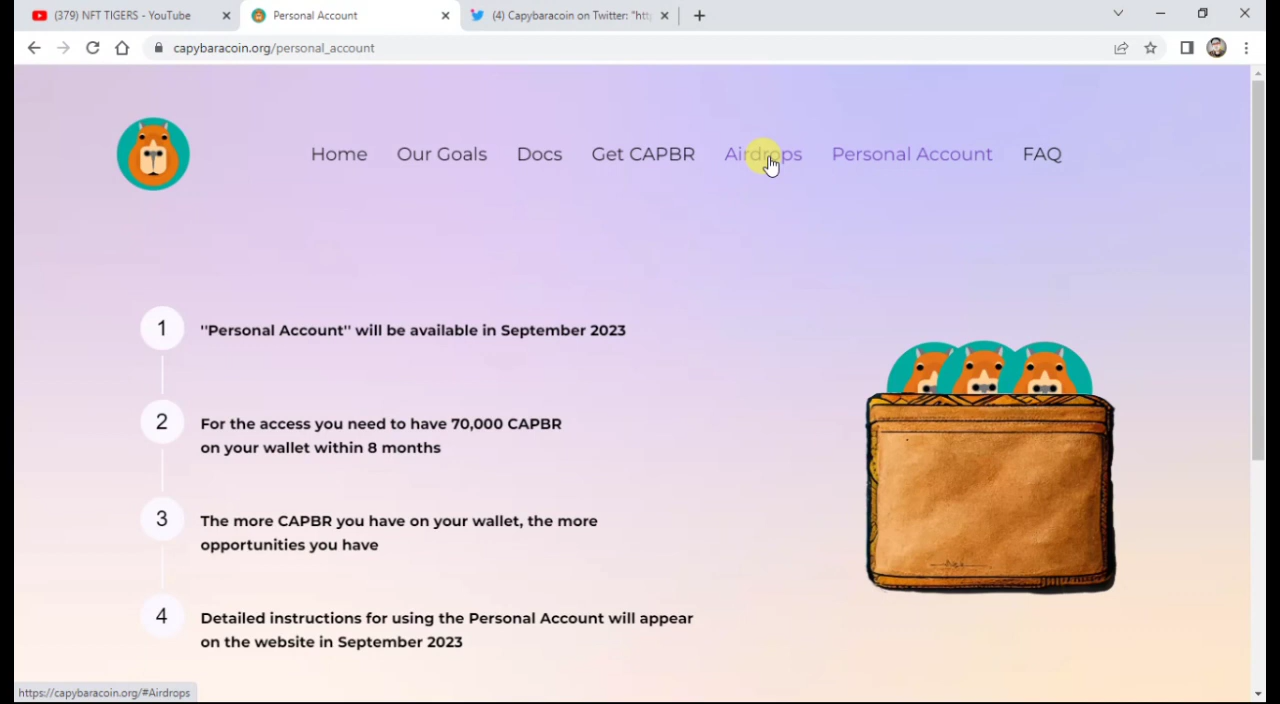 (379) NFT TIGERS - YouTube
Personal Account
(4) Capybaracoin on Twitter: "htt
capybaracoin.org/personal_account
Home Our Goals Docs Get CAPBR Airdrops Personal Account FAQ
1
"Personal Account" will be available in September 2023
2
For the access you need to have 70,000 CAPBR
on your wallet within 8 months
3
The more CAPBR you have on your wallet, the more
opportunities you have
4
Detailed instructions for using the Personal Account will appear
on the website in September 2023
https://capybaracoin.org/#Airdrops